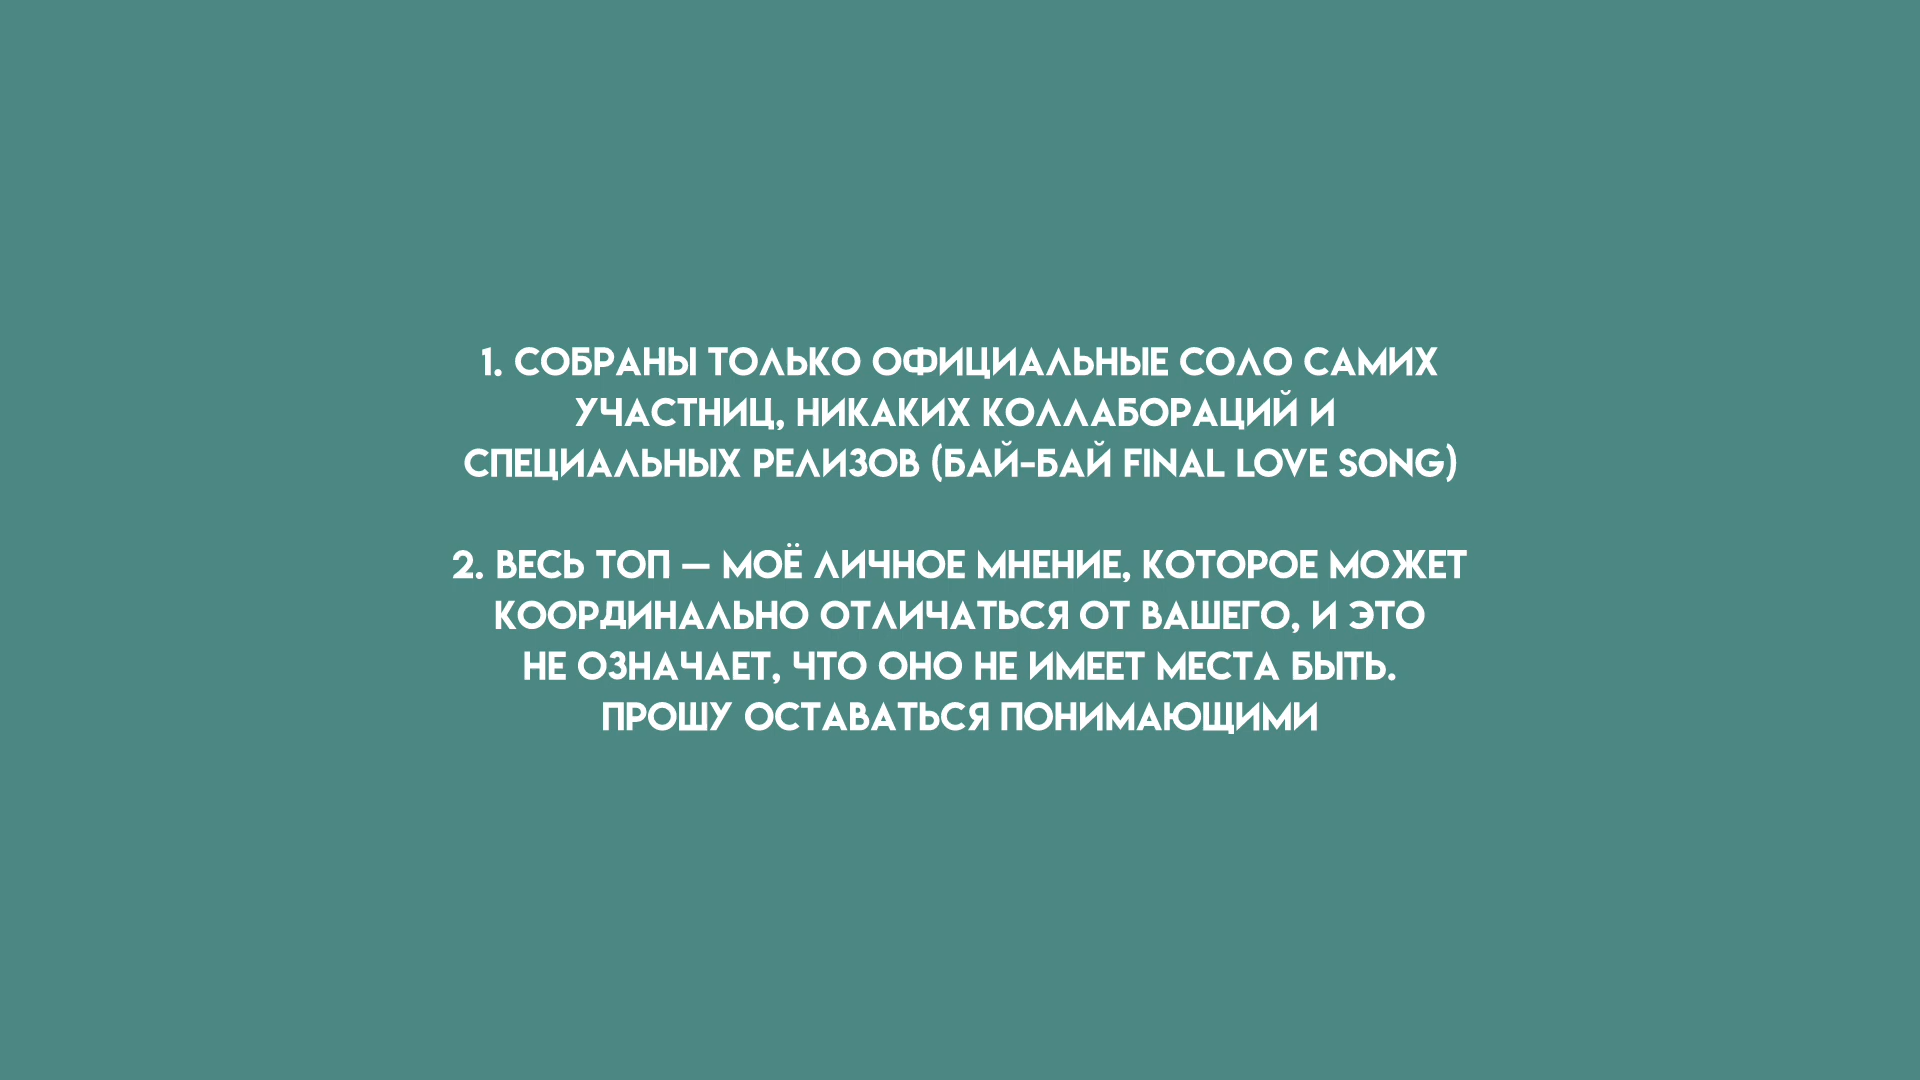 1. СОБРАНЫ ТОЛЬКО ОФИЦИАЛЬНЫЕ СОЛО САМИХ
УЧАСТНИЦ, НИКАКИХ КОЛЛАБОРАЦИЙ И
СПЕЦИАЛЬНЫХ РЕЛИЗОВ (БАЙ-БАЙ FINAL LOVE SONG)
2. ВЕСЬ ТОП — МОЁ ЛИЧНОЕ МНЕНИЕ, КОТОРОЕ МОЖЕТ
КООРДИНАЛЬНО ОТЛИЧАТЬСЯ ОТ ВАШЕГО, И ЭТО
НЕ ОЗНАЧАЕТ, ЧТО ОНО НЕ ИМЕЕТ МЕСТА БЫТЬ.
ПРОШУ ОСТАВАТЬСЯ ПОНИМАЮЩИМИ